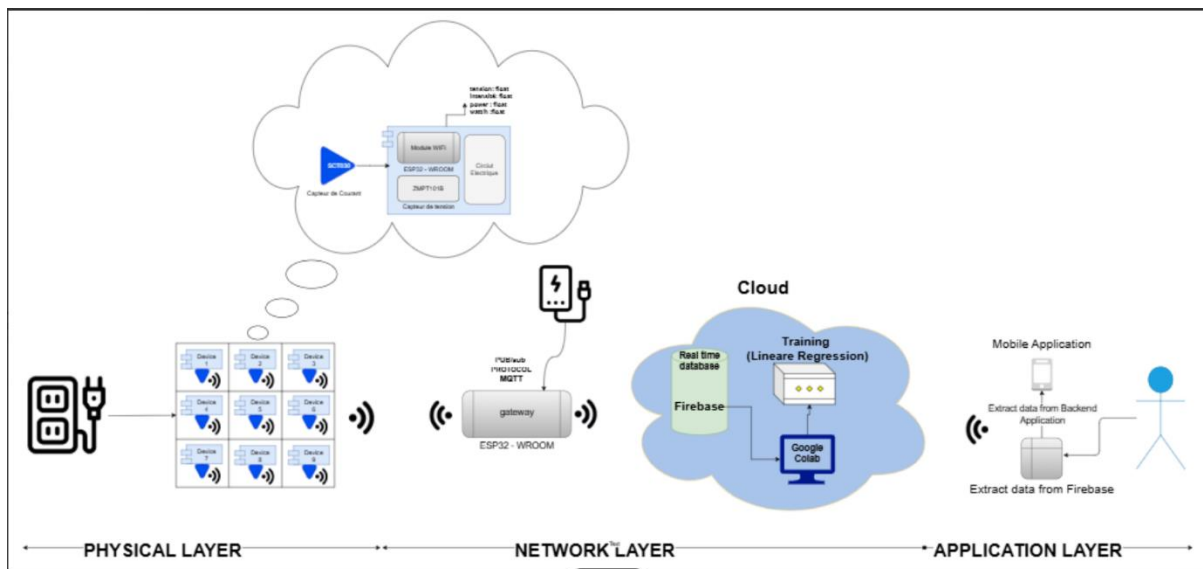 tension: float
Intensité: float
power : float
watch :float
SCT030
Capteur de Courant
Module WIFI
ESP32 - WROOM
ZMPT101B
Capteur de tension
Circiut
Electrique
Device
1
Device
2
Device
3
Device
4
Device
5
Device
6
Device
7
Device
8
Device
PUB/sub
PROTOCOL
MQTT
gateway
ESP32 - WROOM
Cloud
Real time
database
Firebase
Training
(Lineare Regression)
Google
Colab
Mobile Application
Extract data from Backend
Application
Extract data from Firebase
PHYSICAL LAYER
NETWORK LAYER
Text
APPLICATION LAYER